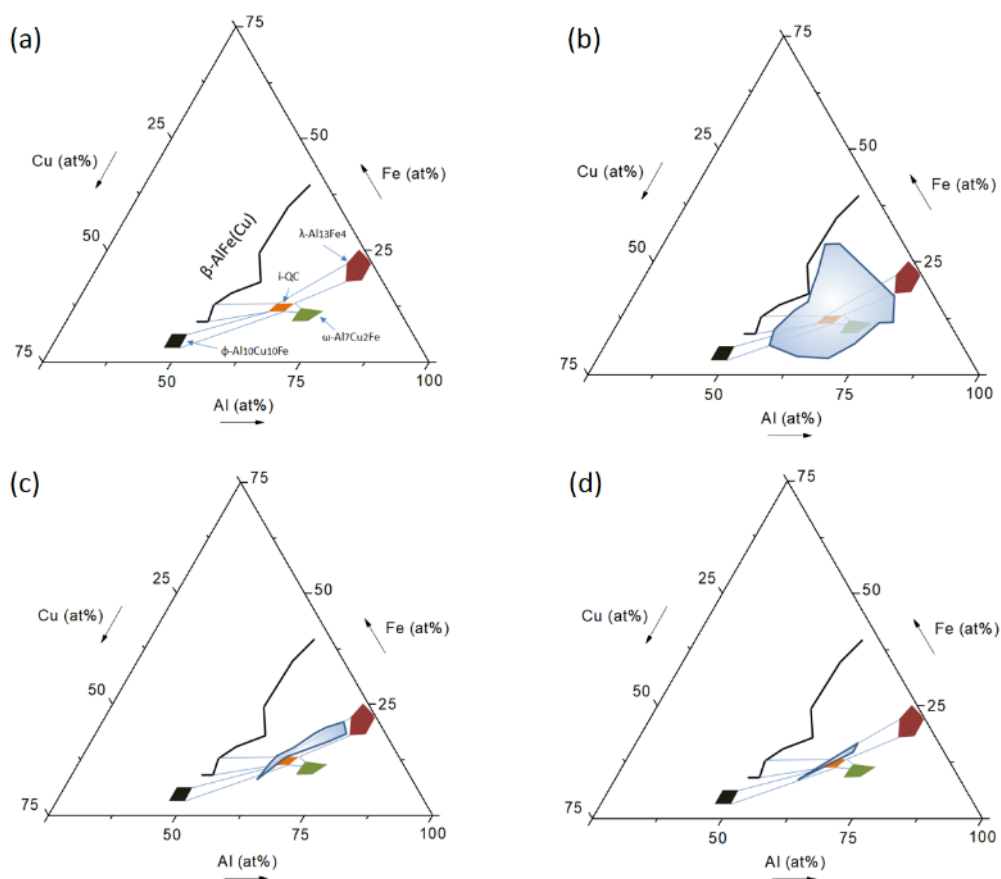 (a)
75
25
50
Cu (at%)
Fe (at%)
50
β-AlFe(Cu)
25
λ-Al13Fe4
i-QC
ω-Al7Cu2Fe
ϕ-Al10Cu10Fe
75
50
75
100
Al (at%)
(b)
75
25
50
Cu (at%)
Fe (at%)
50
25
75
50
75
100
Al (at%)
(c)
75
25
50
Cu (at%)
Fe (at%)
50
25
75
50
75
100
Al (at%)
(d)
75
25
50
Cu (at%)
Fe (at%)
50
25
75
50
75
100
Al (at%)